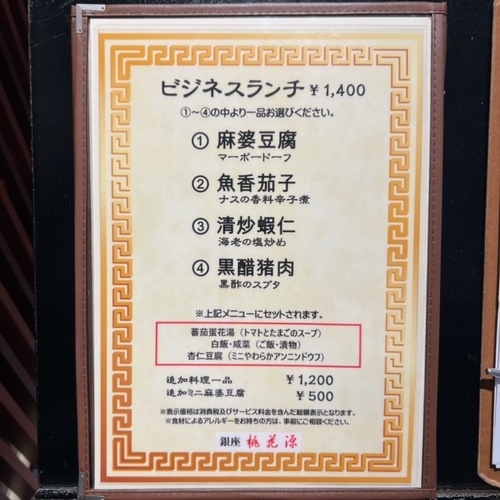 ビジネスランチ ¥1,400
①～④の中より一品お選びください。
① 麻婆豆腐
マーボードーフ
② 魚香茄子
ナスの香料辛子煮
③ 清炒蝦仁
海老の塩炒め
④ 黒醋猪肉
黒酢のスブタ
※上記メニューにセットされます。
蕃茄蛋花湯（トマトとたまごのスープ）
白飯・咸菜（ご飯・漬物）
杏仁豆腐（ミニやわらかアンニンドウフ）
追加料理一品 ¥1,200
追加ミニ麻婆豆腐 ¥500
※表示価格は消費税及びサービス料金を含んだ総額表示となります。
※食材によるアレルギーをお持ちの方は、事前にご相談ください。
銀座 桃花源